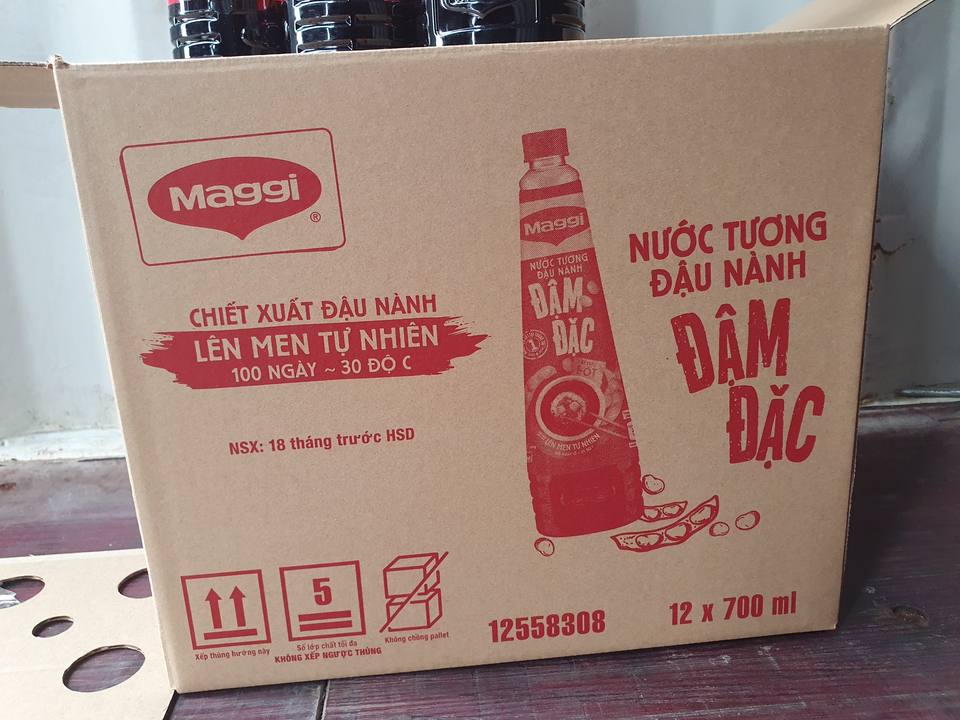 Maggi
®
CHIẾT XUẤT ĐẬU NÀNH
LÊN MEN TỰ NHIÊN
100 NGÀY ~ 30 ĐỘ C
NSX: 18 tháng trước HSD
Maggi
NƯỚC TƯƠNG
ĐẬU NÀNH
ĐẬM
ĐẶC
LÊN MEN TỰ NHIÊN
NƯỚC TƯƠNG
ĐẬU NÀNH
ĐẬM
ĐẶC
5
Xếp thùng hướng này
Số lớp chất tối đa
KHÔNG XẾP NGƯỢC THÙNG
Không chồng pallet
12558308
12 x 700 ml